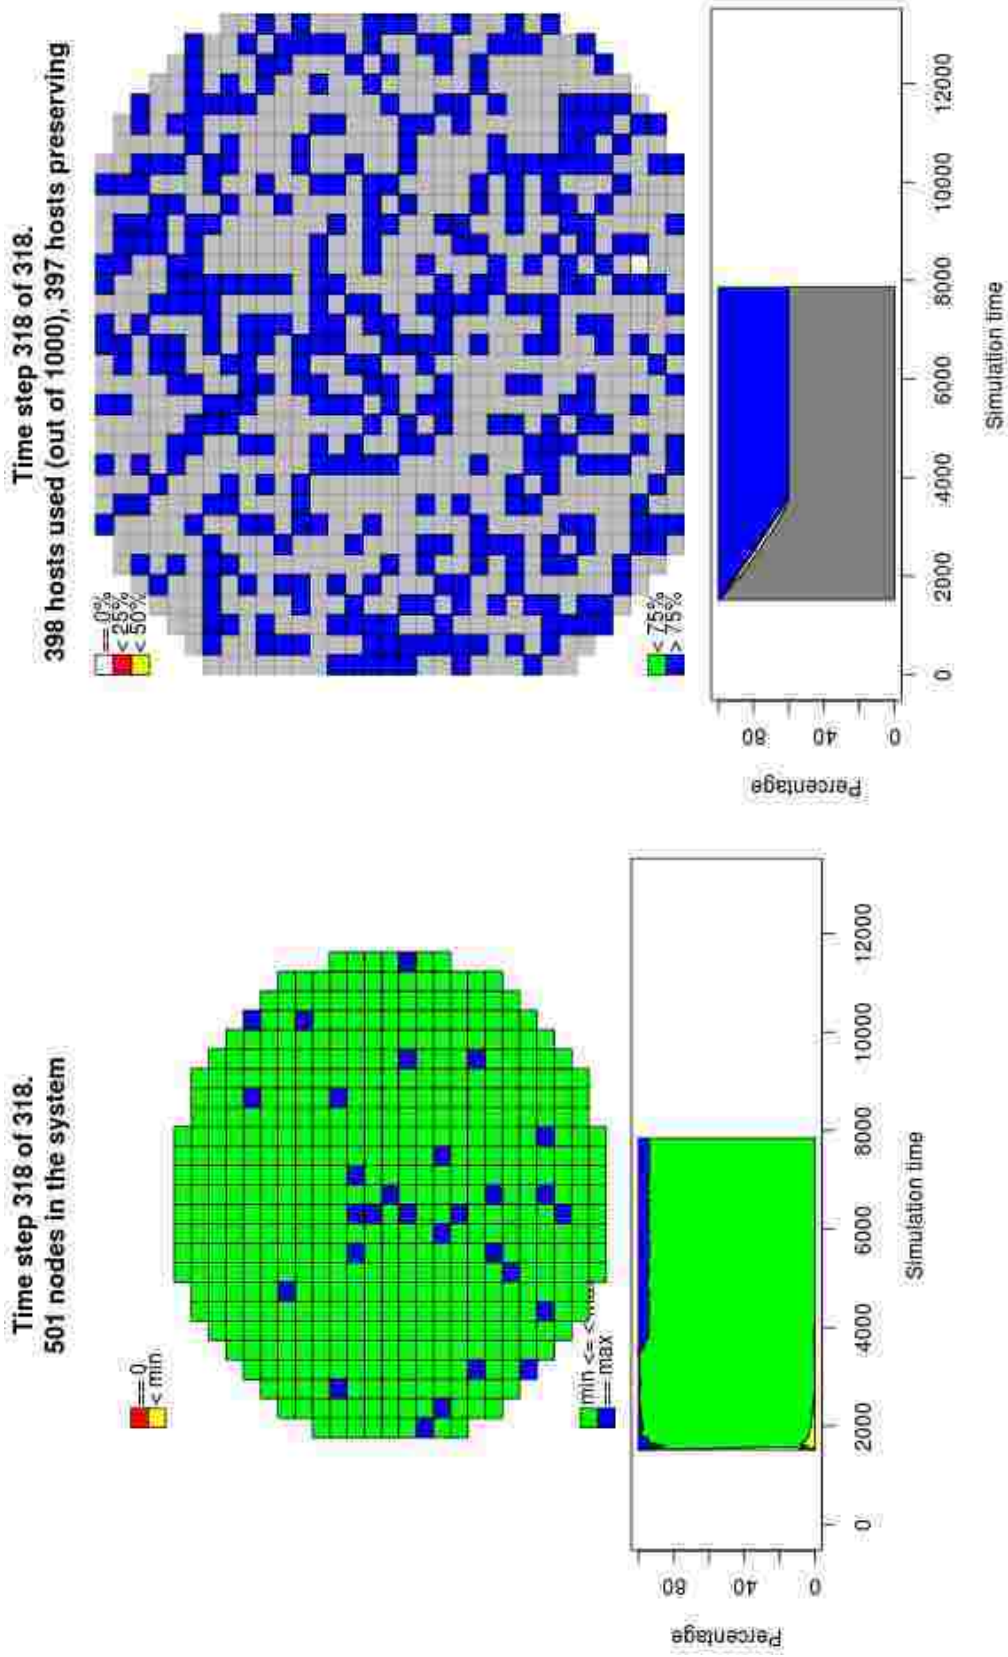 Time step 318 of 318.
501 nodes in the system
== 0
< min
min <= < max
== max
Percentage
0
40
80
0
2000
4000
6000
8000
10000
12000
Simulation time
Time step 318 of 318.
398 hosts used (out of 1000), 397 hosts preserving
== 0%
< 25%
< 50%
< 75%
> 75%
Percentage
0
40
80
0
2000
4000
6000
8000
10000
12000
Simulation time